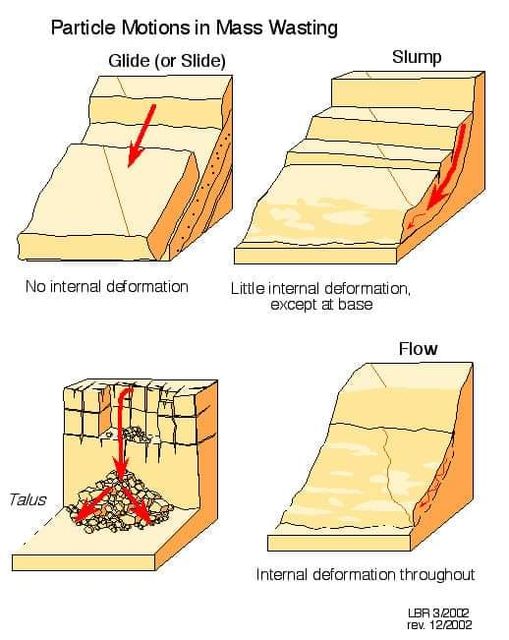 Particle Motions in Mass Wasting
Glide (or Slide)
Slump
No internal deformation
Little internal deformation,
except at base
Flow
Talus
Internal deformation throughout
LBR 3/2002
rev. 12/2002